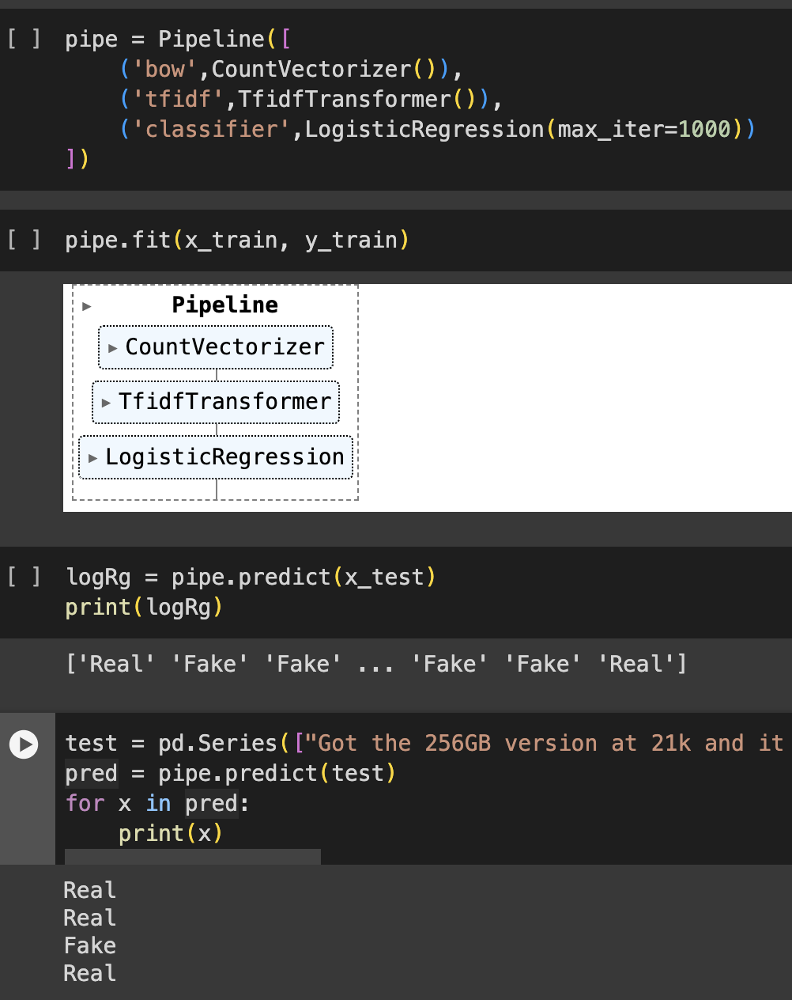 [ ] pipe = Pipeline([
('bow',CountVectorizer()),
('tfidf',TfidfTransformer()),
('classifier',LogisticRegression(max_iter=1000))
])
[ ] pipe.fit(x_train, y_train)
Pipeline
CountVectorizer
TfidfTransformer
LogisticRegression
[ ] logRg = pipe.predict(x_test)
print(logRg)
['Real' 'Fake' 'Fake' ... 'Fake' 'Fake' 'Real']
test = pd.Series(["Got the 256GB version at 21k and it
pred = pipe.predict(test)
for x in pred:
print(x)
Real
Real
Fake
Real